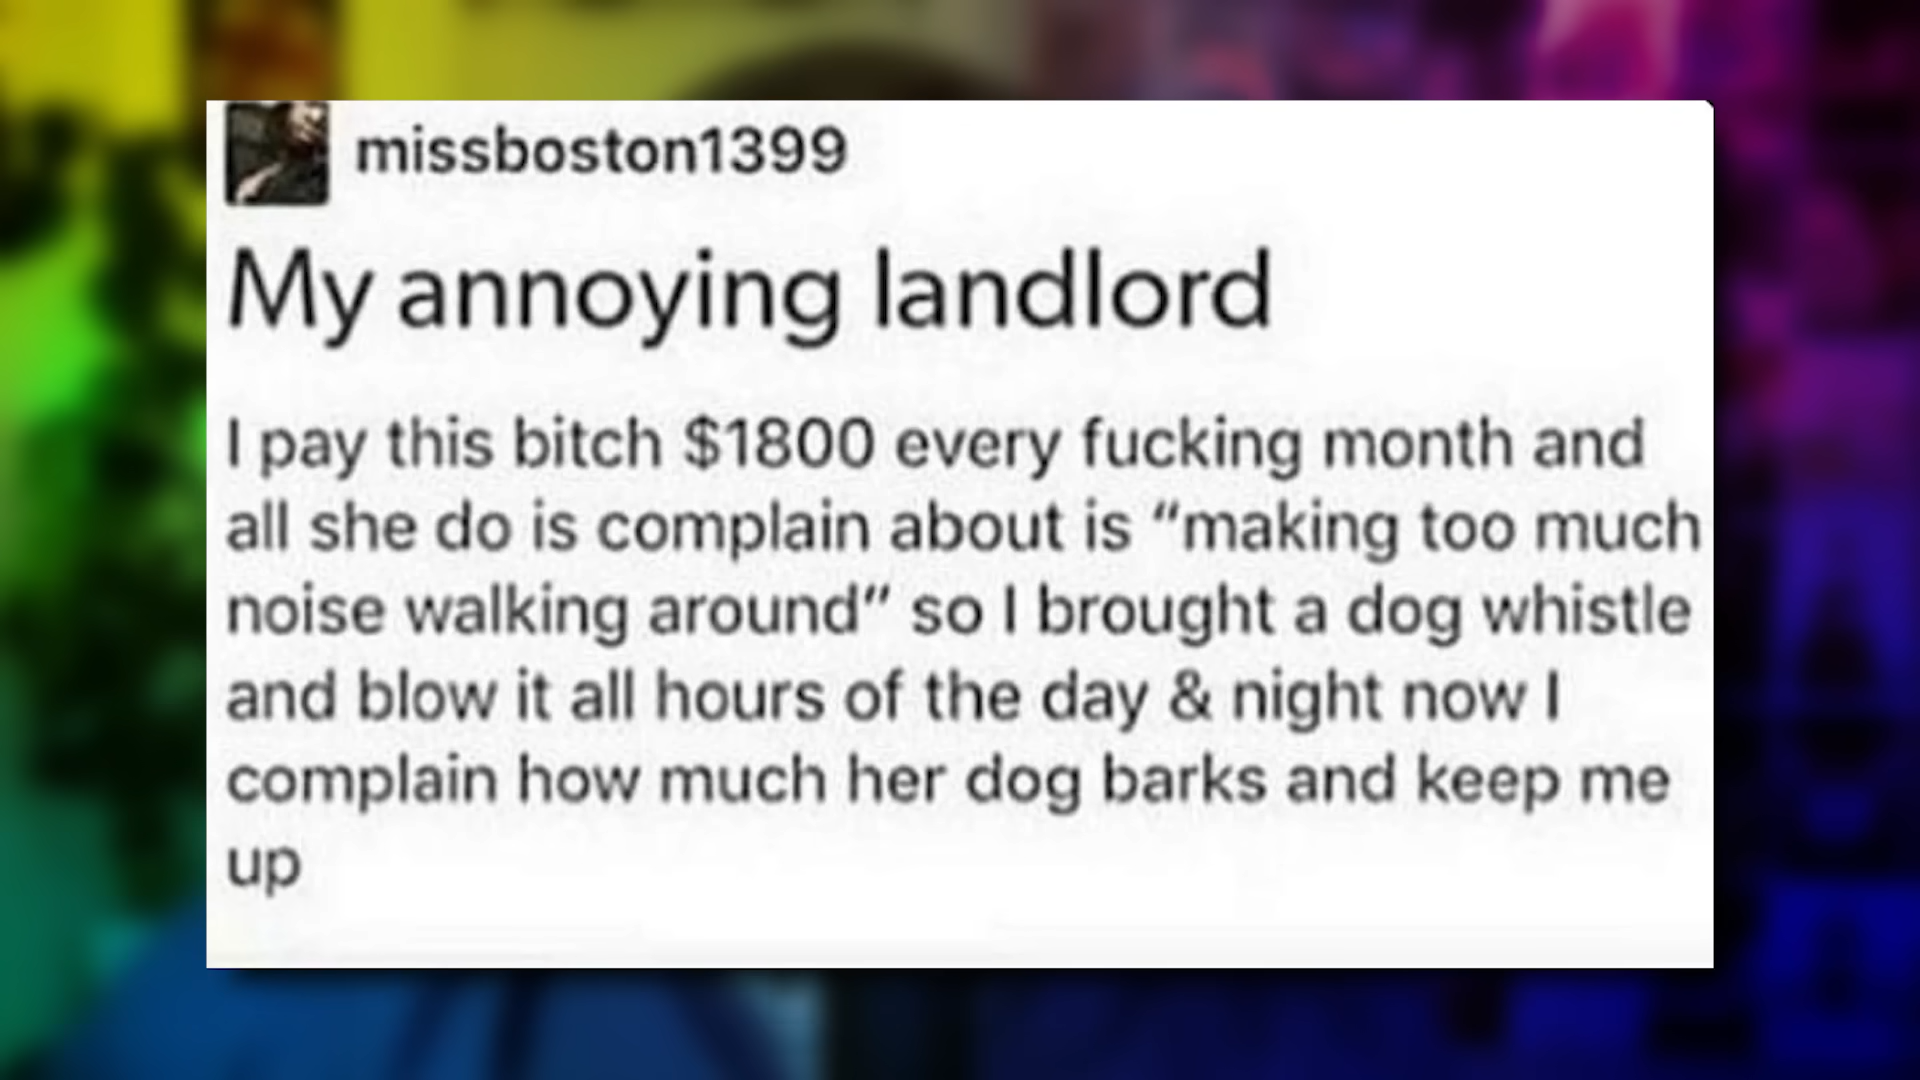 missboston1399
My annoying landlord
I pay this bitch $1800 every fucking month and
all she do is complain about is “making too much
noise walking around” so I brought a dog whistle
and blow it all hours of the day & night now I
complain how much her dog barks and keep me
up